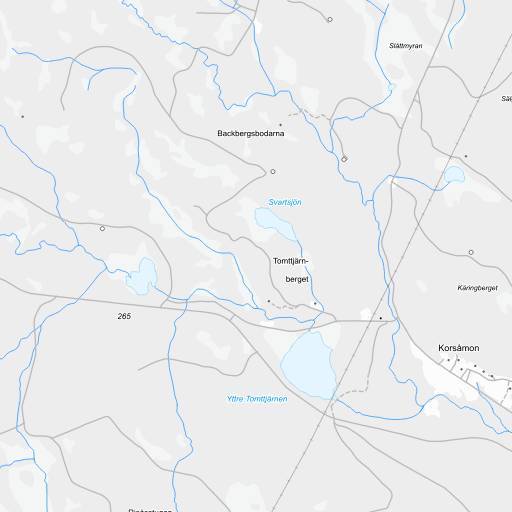 Slättmyran
Backbergsbodarna
Svartsjön
Tomttjärn-
berget
Käringberget
265
Korsåmon
Yttre Tomttjärnen